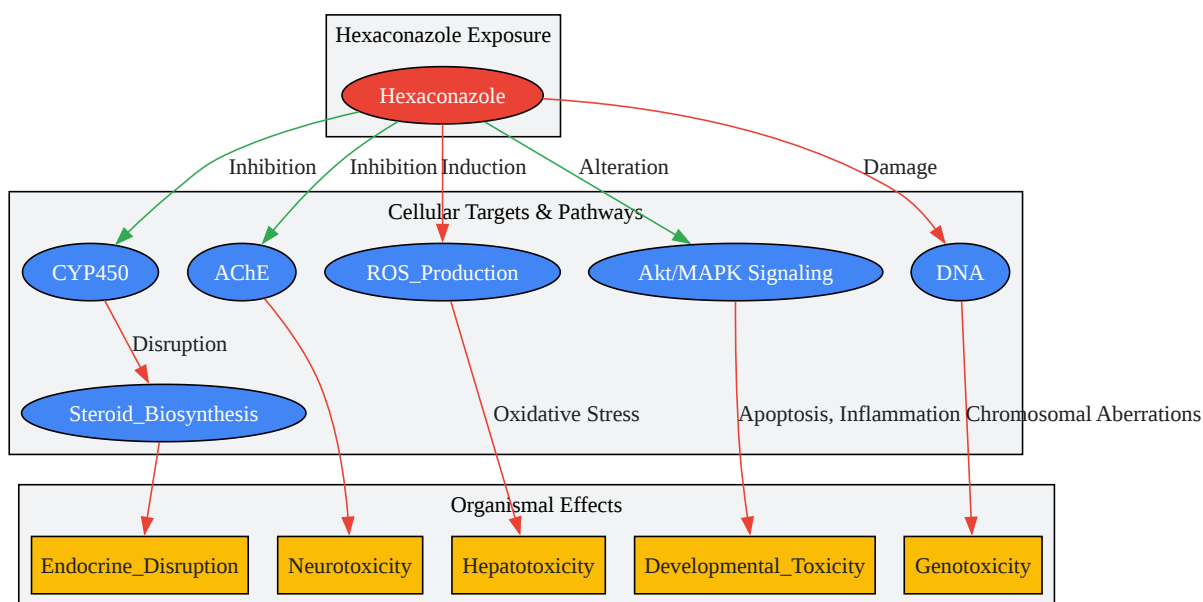 Hexaconazole Exposure
Hexaconazole
Inhibition
Inhibition
Induction
Alteration
Damage
Cellular Targets & Pathways
CYP450
AChE
ROS_Production
Akt/MAPK Signaling
DNA
Disruption
Steroid_Biosynthesis
Oxidative Stress
Apoptosis, Inflammation
Chromosomal Aberrations
Organismal Effects
Endocrine_Disruption
Neurotoxicity
Hepatotoxicity
Developmental_Toxicity
Genotoxicity